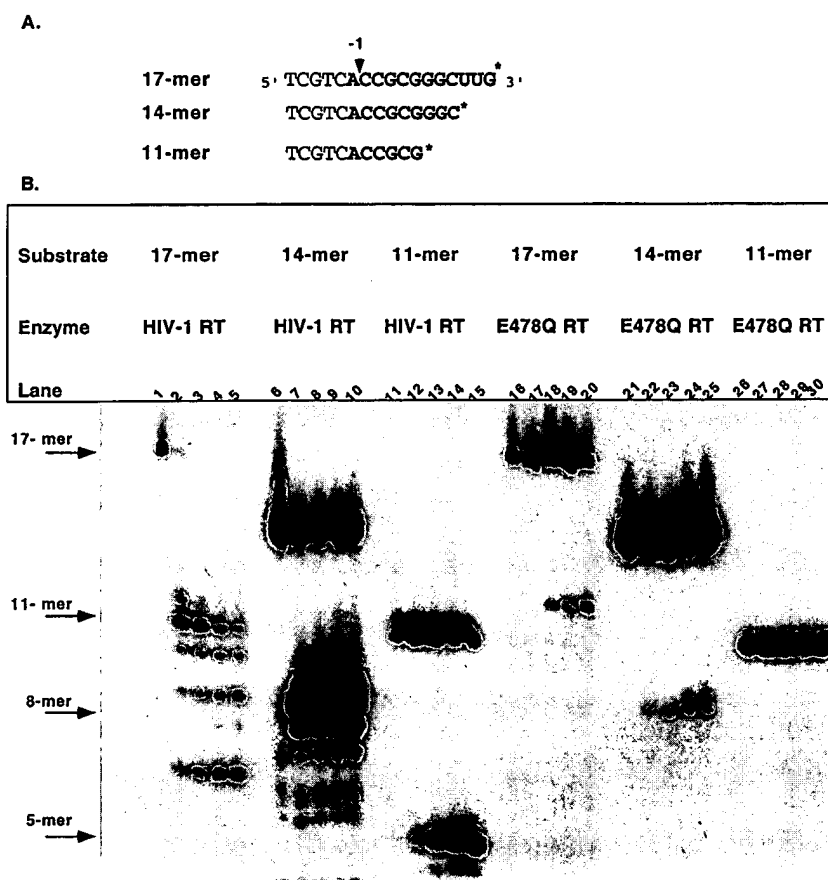 A.
-1
17-mer 5' TCGTCACCGCGGGCUUG* 3'
14-mer TCGTCACCGCGGGC*
11-mer TCGTCACCGCG*
B.
Substrate 17-mer 14-mer 11-mer 17-mer 14-mer 11-mer
Enzyme HIV-1 RT HIV-1 RT HIV-1 RT E478Q RT E478Q RT E478Q RT
Lane 1 2 3 4 5 6 7 8 9 10 11 12 13 14 15 16 17 18 19 20 21 22 23 24 25 26 27 28 29 30
17- mer
11- mer
8-mer
5-mer